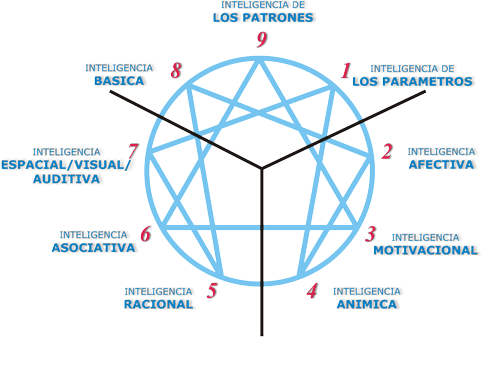 INTELIGENCIA DE
LOS PATRONES
9
INTELIGENCIA
BASICA
8
1
INTELIGENCIA DE
LOS PARAMETROS
INTELIGENCIA
ESPACIAL/VISUAL/
AUDITIVA
7
2
INTELIGENCIA
AFECTIVA
INTELIGENCIA
ASOCIATIVA
6
3
INTELIGENCIA
MOTIVACIONAL
INTELIGENCIA
RACIONAL
5
4
INTELIGENCIA
ANIMICA